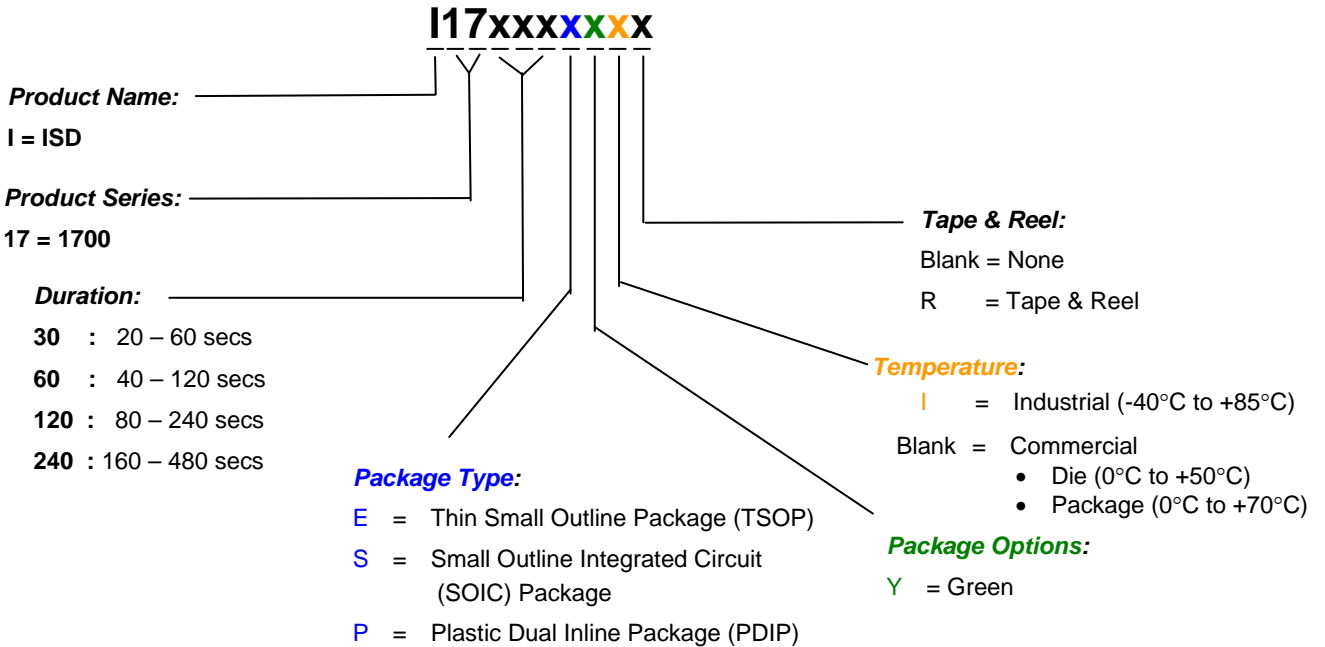 I17xxxxxxx
Product Name:
I = ISD
Product Series:
17 = 1700
Duration:
30 : 20 – 60 secs
60 : 40 – 120 secs
120 : 80 – 240 secs
240 : 160 – 480 secs
Package Type:
E = Thin Small Outline Package (TSOP)
S = Small Outline Integrated Circuit
(SOIC) Package
P = Plastic Dual Inline Package (PDIP)
Tape & Reel:
Blank = None
R = Tape & Reel
Temperature:
I = Industrial (-40°C to +85°C)
Blank = Commercial
• Die (0°C to +50°C)
• Package (0°C to +70°C)
Package Options:
Y = Green